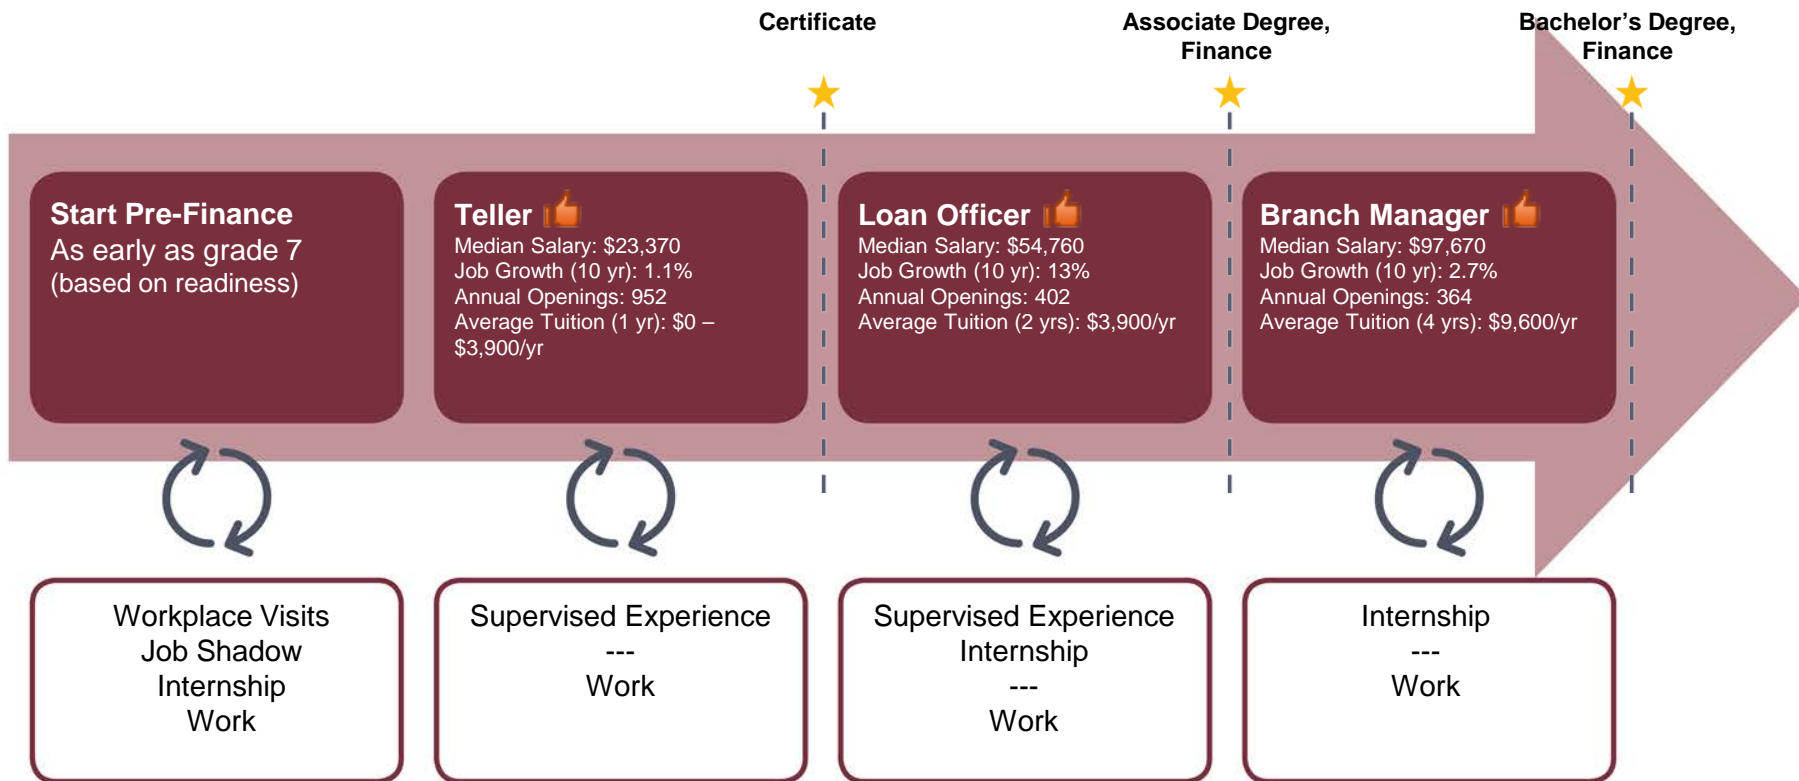 Certificate
Associate Degree,
Finance
Bachelor’s Degree,
Finance
Start Pre-Finance
As early as grade 7
(based on readiness)
Teller
Median Salary: $23,370
Job Growth (10 yr): 1.1%
Annual Openings: 952
Average Tuition (1 yr): $0 –
$3,900/yr
Loan Officer
Median Salary: $54,760
Job Growth (10 yr): 13%
Annual Openings: 402
Average Tuition (2 yrs): $3,900/yr
Branch Manager
Median Salary: $97,670
Job Growth (10 yr): 2.7%
Annual Openings: 364
Average Tuition (4 yrs): $9,600/yr
Workplace Visits
Job Shadow
Internship
Work
Supervised Experience
---
Work
Supervised Experience
Internship
---
Work
Internship
---
Work